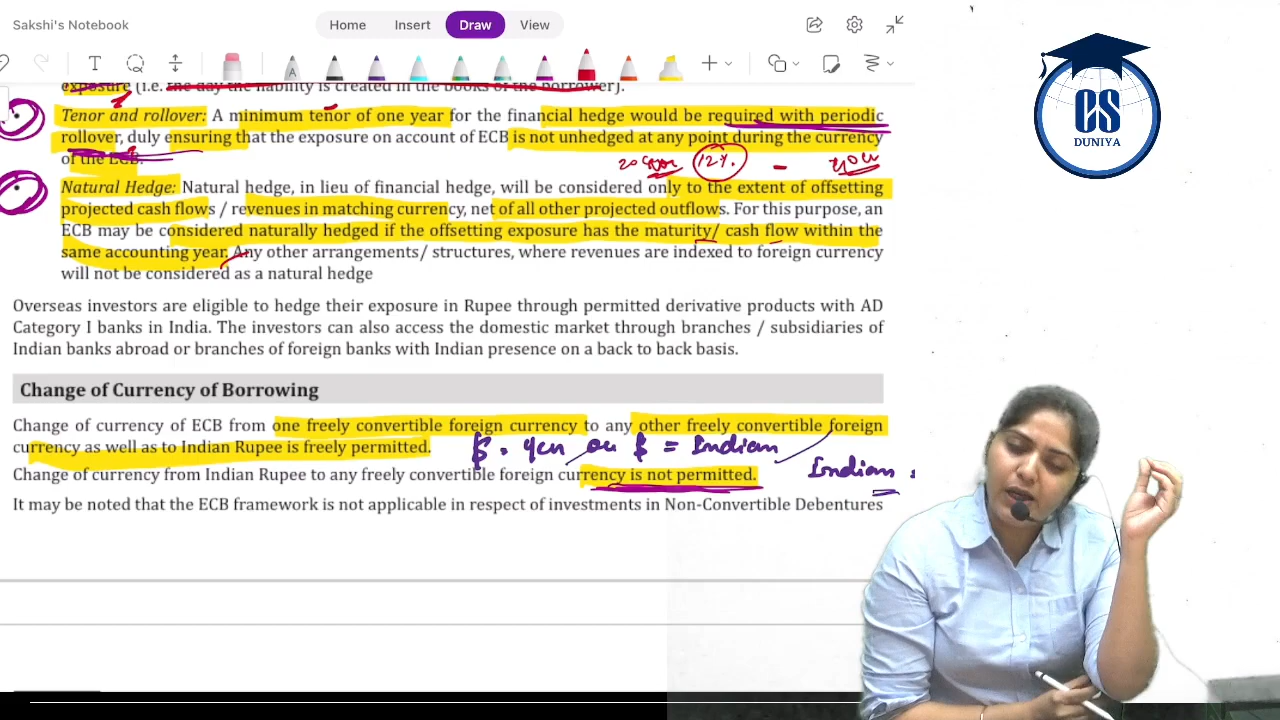 Sakshi's Notebook
Home Insert Draw View
exposure (i.e. the day the liability is created in the books of the borrower).
Tenor and rollover: A minimum tenor of one year for the financial hedge would be required with periodic
rollover, duly ensuring that the exposure on account of ECB is not unhedged at any point during the currency
of the ECB.
12%.
Natural Hedge: Natural hedge, in lieu of financial hedge, will be considered only to the extent of offsetting
projected cash flows / revenues in matching currency, net of all other projected outflows. For this purpose, an
ECB may be considered naturally hedged if the offsetting exposure has the maturity/ cash flow within the
same accounting year. Any other arrangements/ structures, where revenues are indexed to foreign currency
will not be considered as a natural hedge
Overseas investors are eligible to hedge their exposure in Rupee through permitted derivative products with AD
Category I banks in India. The investors can also access the domestic market through branches / subsidiaries of
Indian banks abroad or branches of foreign banks with Indian presence on a back to back basis.
Change of Currency of Borrowing
Change of currency of ECB from one freely convertible foreign currency to any other freely convertible foreign
currency as well as to Indian Rupee is freely permitted.
$ . yen or $ = Indian
Indian
Change of currency from Indian Rupee to any freely convertible foreign currency is not permitted.
It may be noted that the ECB framework is not applicable in respect of investments in Non-Convertible Debentures
CS
DUNIYA